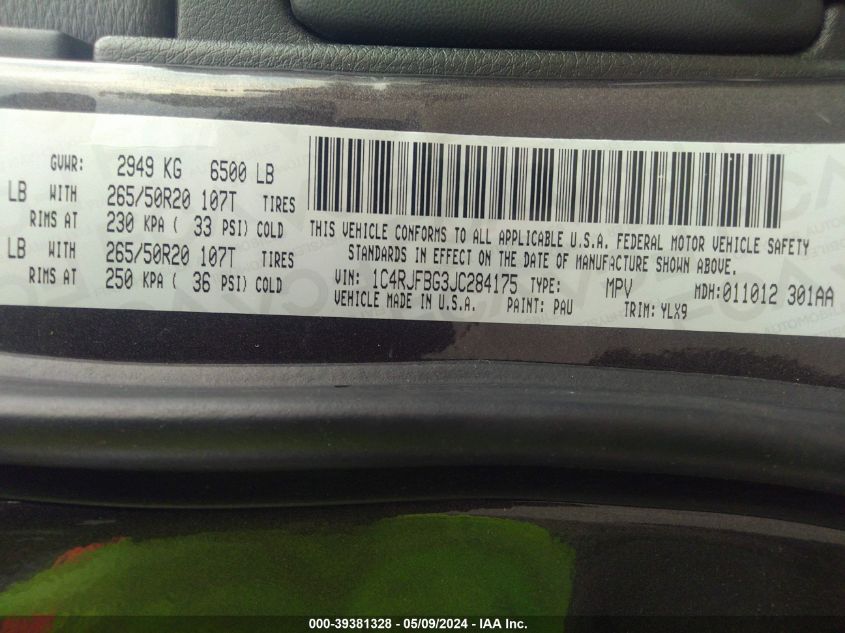 GVWR: 2949 KG 6500 LB
LB WITH 265/50R20 107T TIRES
RIMS AT 230 KPA ( 33 PSI) COLD
LB WITH 265/50R20 107T TIRES
RIMS AT 250 KPA ( 36 PSI) COLD
THIS VEHICLE CONFORMS TO ALL APPLICABLE U.S.A. FEDERAL MOTOR VEHICLE SAFETY
STANDARDS IN EFFECT ON THE DATE OF MANUFACTURE SHOWN ABOVE.
VIN: 1C4RJFBG3JC284175 TYPE: MPV MDH:011012 301AA
VEHICLE MADE IN U.S.A. PAINT: PAU TRIM: YLX9
000-39381328 - 05/09/2024 - IAA Inc.